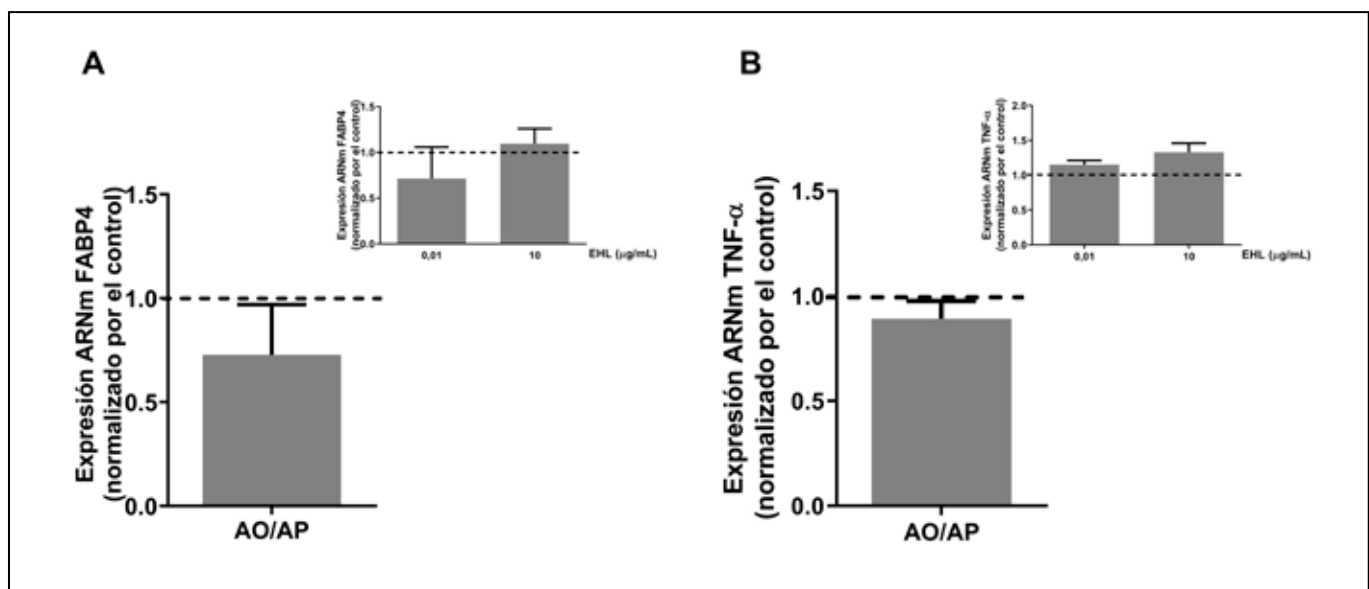 A
Expresión ARNm FABP4
(normalizado por el control)
1.5
1.0
0.5
0.0
AO/AP
Expresión ARNm FABP4
(normalizado por el control)
1.5
1.0
0.5
0.0
0,01
10
EHL (µg/mL)
B
Expresión ARNm TNF-α
(normalizado por el control)
1.5
1.0
0.5
0.0
AO/AP
Expresión ARNm TNF-α
(normalizado por el control)
2.0
1.5
1.0
0.5
0.0
0,01
10
EHL (µg/mL)